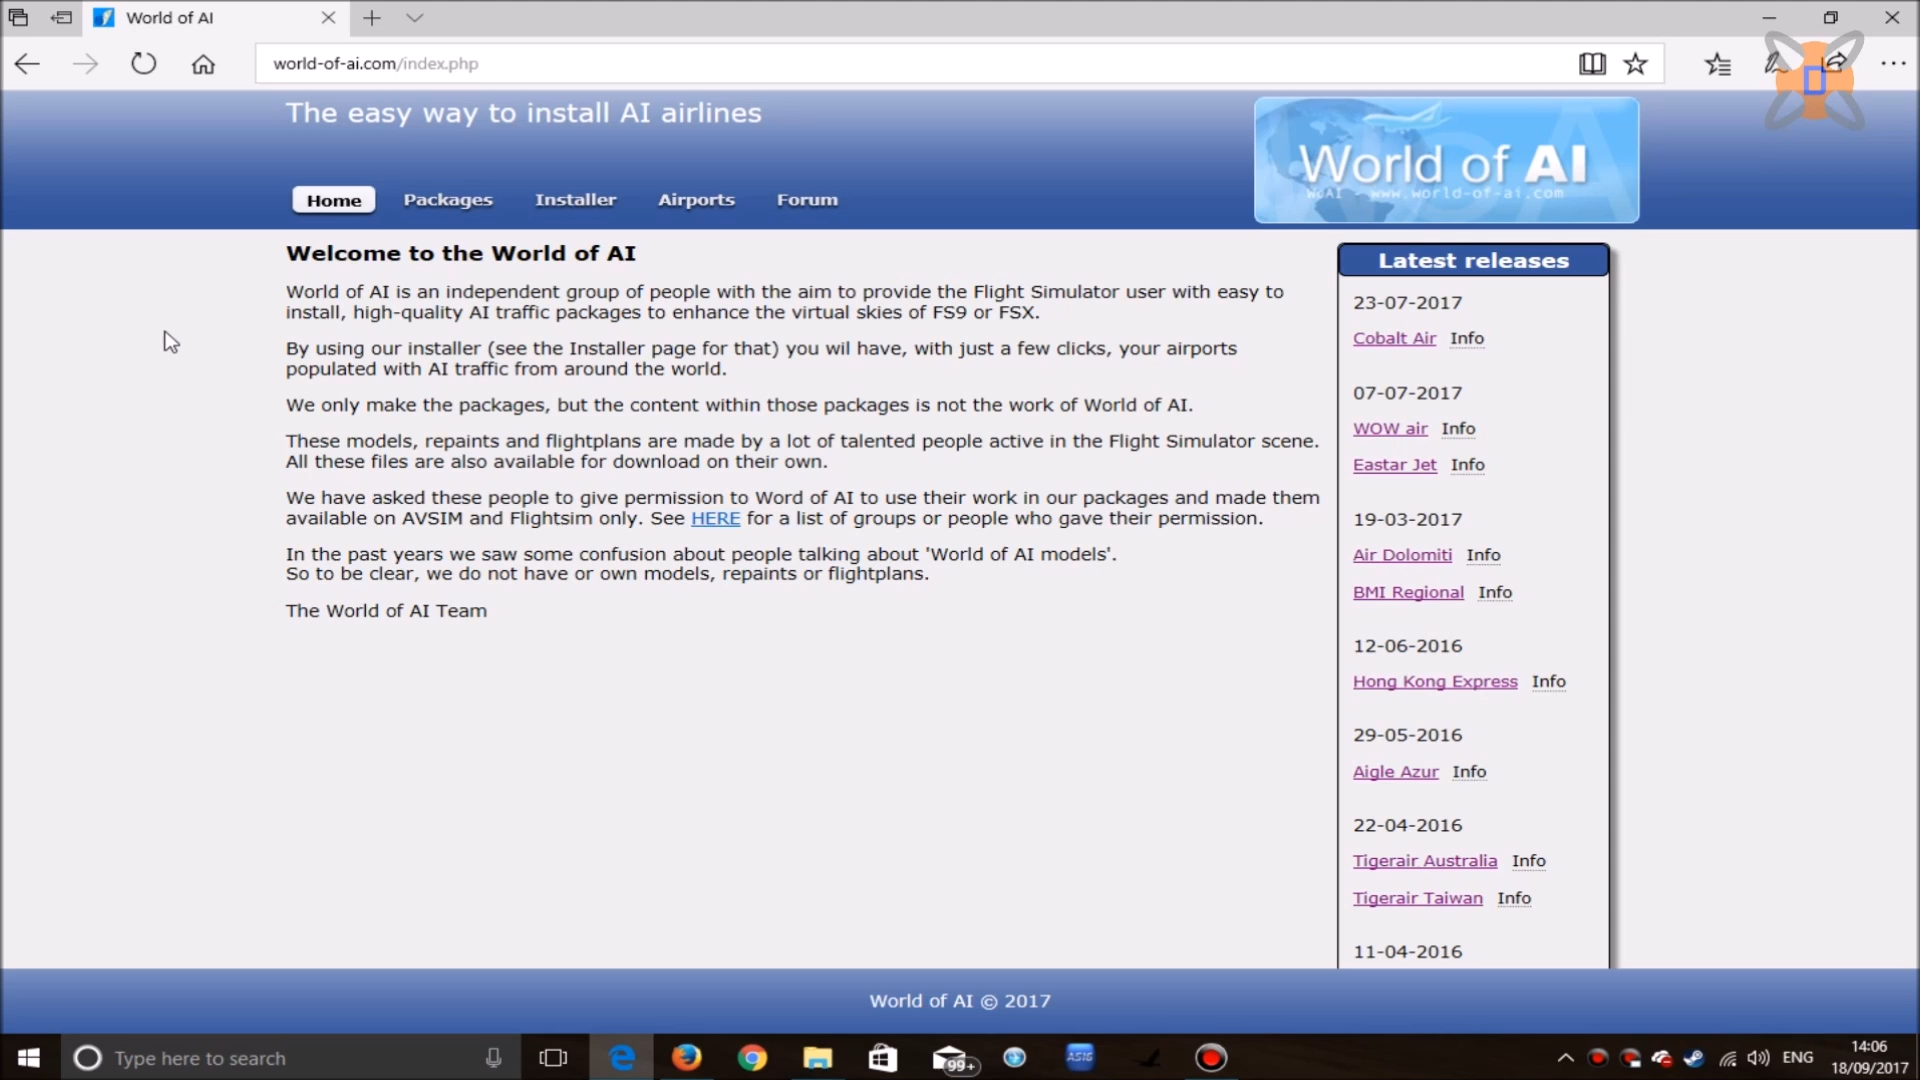 World of AI
world-of-ai.com/index.php
The easy way to install AI airlines
World of AI
WoAI - www.world-of-ai.com
Home Packages Installer Airports Forum
Welcome to the World of AI
World of AI is an independent group of people with the aim to provide the Flight Simulator user with easy to
install, high-quality AI traffic packages to enhance the virtual skies of FS9 or FSX.
By using our installer (see the Installer page for that) you wil have, with just a few clicks, your airports
populated with AI traffic from around the world.
We only make the packages, but the content within those packages is not the work of World of AI.
These models, repaints and flightplans are made by a lot of talented people active in the Flight Simulator scene.
All these files are also available for download on their own.
We have asked these people to give permission to Word of AI to use their work in our packages and made them
available on AVSIM and Flightsim only. See HERE for a list of groups or people who gave their permission.
In the past years we saw some confusion about people talking about 'World of AI models'.
So to be clear, we do not have or own models, repaints or flightplans.
The World of AI Team
Latest releases
23-07-2017
Cobalt Air Info
07-07-2017
WOW air Info
Eastar Jet Info
19-03-2017
Air Dolomiti Info
BMI Regional Info
12-06-2016
Hong Kong Express Info
29-05-2016
Aigle Azur Info
22-04-2016
Tigerair Australia Info
Tigerair Taiwan Info
11-04-2016
World of AI © 2017
Type here to search
99+
ASIG
ENG
14:06
18/09/2017